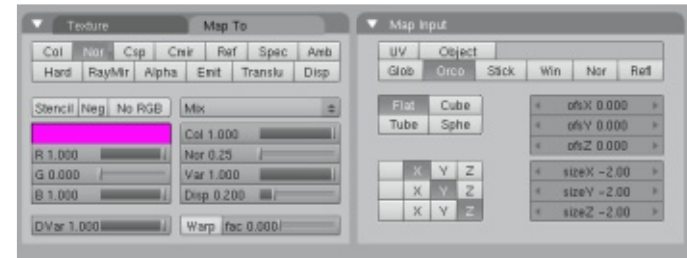 Texture Map To
Col Nor Csp Cmir Ref Spec Amb
Hard RayMir Alpha Emit Translu Disp
Stencil Neg No RGB Mix
Col 1.000
R 1.000 Nor 0.25
G 0.000 Var 1.000
B 1.000 Disp 0.200
DVar 1.000 Warp fac 0.000
Map Input
UV Object
Glob Orco Stick Win Nor Refl
Flat Cube ofsX 0.000
Tube Sphe ofsY 0.000
ofsZ 0.000
X Y Z sizeX -2.00
X Y Z sizeY -2.00
X Y Z sizeZ -2.00